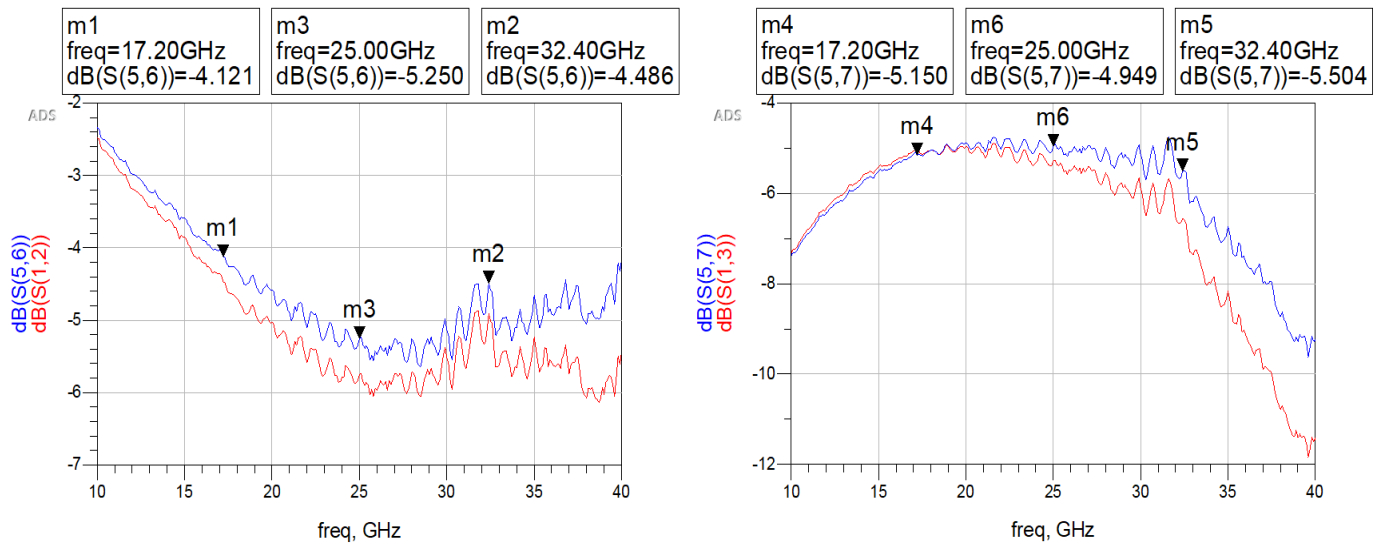 m1
freq=17.20GHz
dB(S(5,6))=-4.121
m3
freq=25.00GHz
dB(S(5,6))=-5.250
m2
freq=32.40GHz
dB(S(5,6))=-4.486
ADS
-2
-3
-4
-5
-6
-7
10
15
20
25
30
35
40
freq, GHz
dB(S(5,6))
dB(S(1,2))
m1
m3
m2
m4
freq=17.20GHz
dB(S(5,7))=-5.150
m6
freq=25.00GHz
dB(S(5,7))=-4.949
m5
freq=32.40GHz
dB(S(5,7))=-5.504
ADS
-4
-6
-8
-10
-12
10
15
20
25
30
35
40
freq, GHz
dB(S(5,7))
dB(S(1,3))
m4
m6
m5